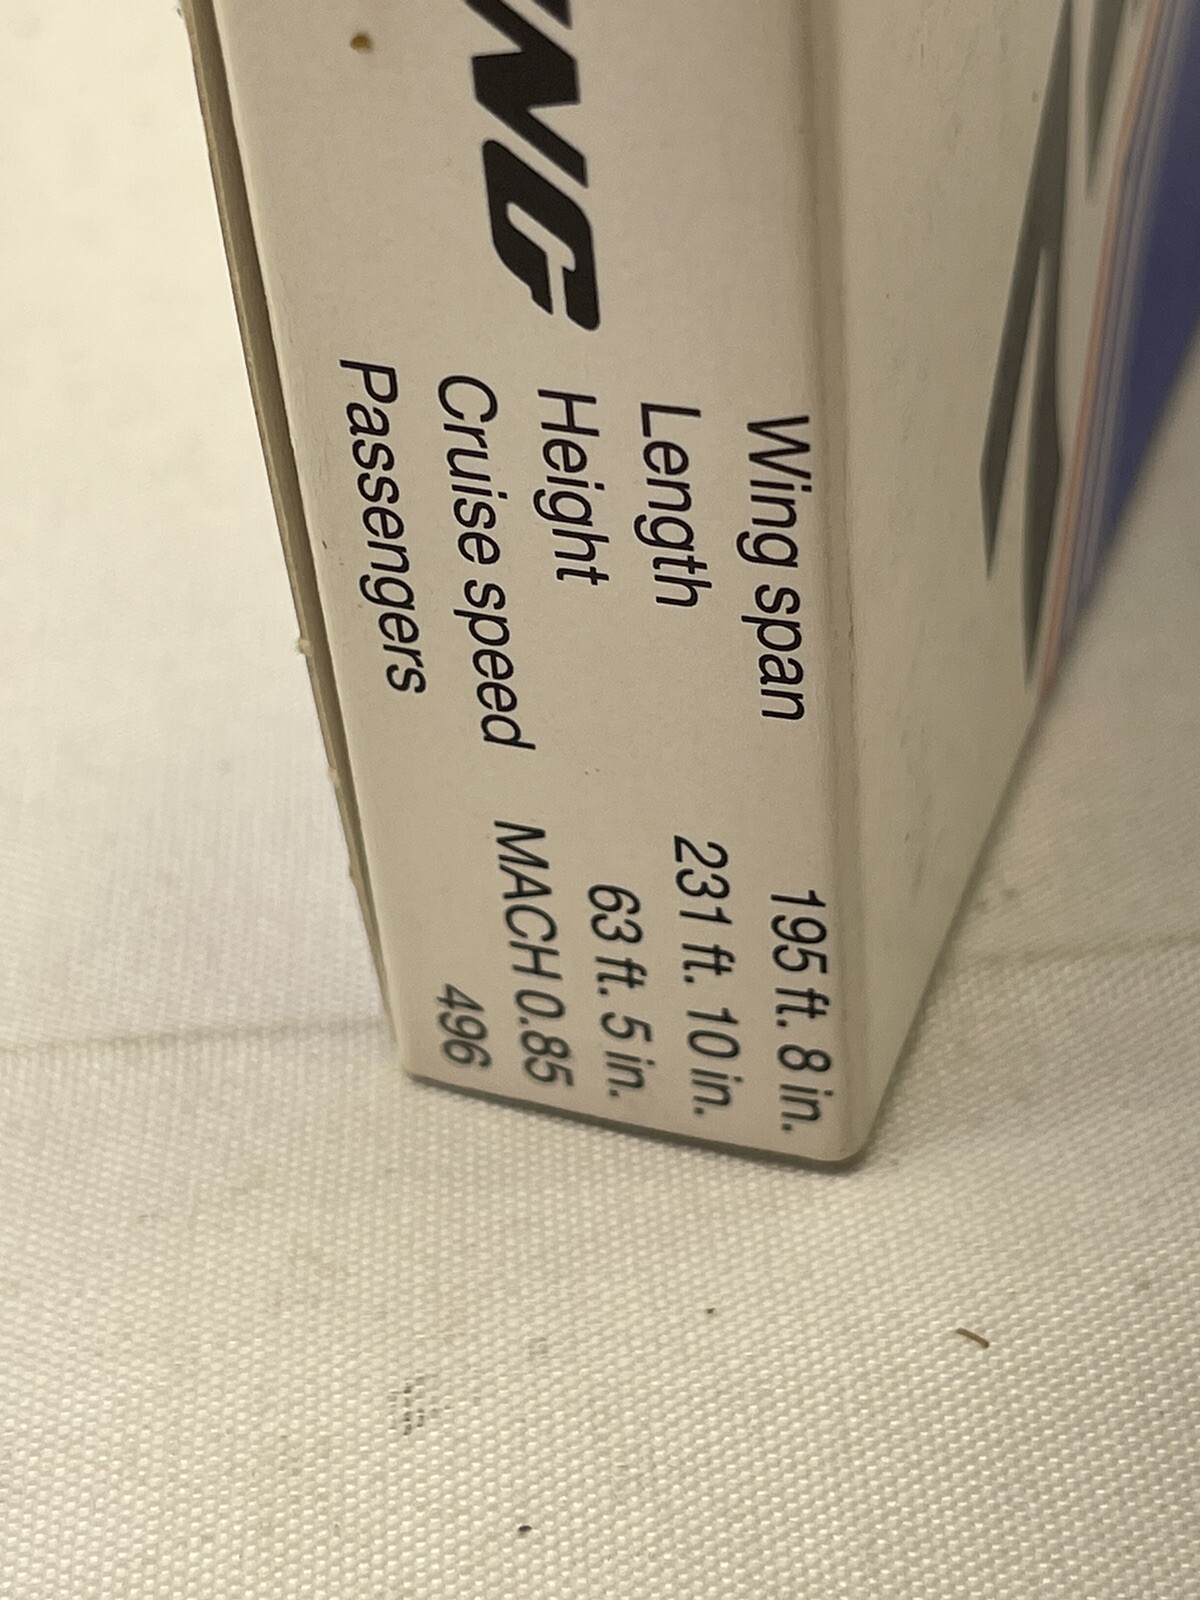 Wing span 195 ft. 8 in.
Length 231 ft. 10 in.
Height 63 ft. 5 in.
Cruise speed MACH 0.85
Passengers 496